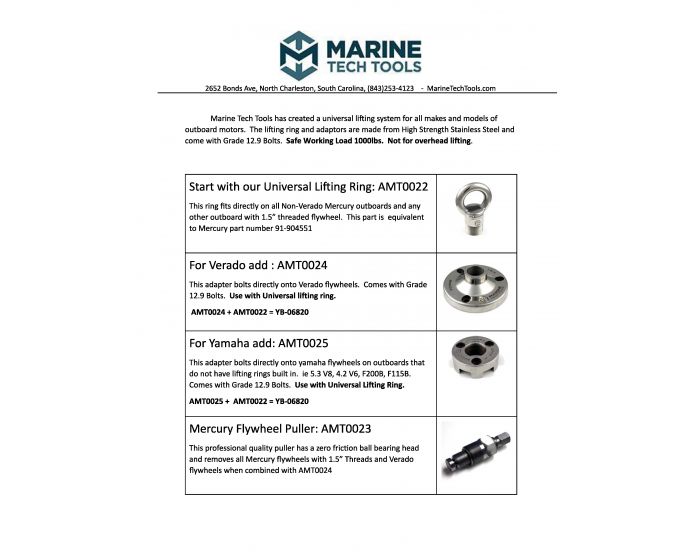 MARINE
TECH TOOLS
2652 Bonds Ave, North Charleston, South Carolina, (843)253-4123 - MarineTechTools.com
Marine Tech Tools has created a universal lifting system for all makes and models of
outboard motors. The lifting ring and adaptors are made from High Strength Stainless Steel and
come with Grade 12.9 Bolts. Safe Working Load 1000lbs. Not for overhead lifting.
Start with our Universal Lifting Ring: AMT0022
This ring fits directly on all Non-Verado Mercury outboards and any
other outboard with 1.5” threaded flywheel. This part is equivalent
to Mercury part number 91-904551
For Verado add : AMT0024
This adapter bolts directly onto Verado flywheels. Comes with Grade
12.9 Bolts. Use with Universal lifting ring.
AMT0024 + AMT0022 = YB-06820
For Yamaha add: AMT0025
This adapter bolts directly onto yamaha flywheels on outboards that
do not have lifting rings built in. ie 5.3 V8, 4.2 V6, F200B, F115B.
Comes with Grade 12.9 Bolts. Use with Universal Lifting Ring.
AMT0025 + AMT0022 = YB-06820
Mercury Flywheel Puller: AMT0023
This professional quality puller has a zero friction ball bearing head
and removes all Mercury flywheels with 1.5” Threads and Verado
flywheels when combined with AMT0024